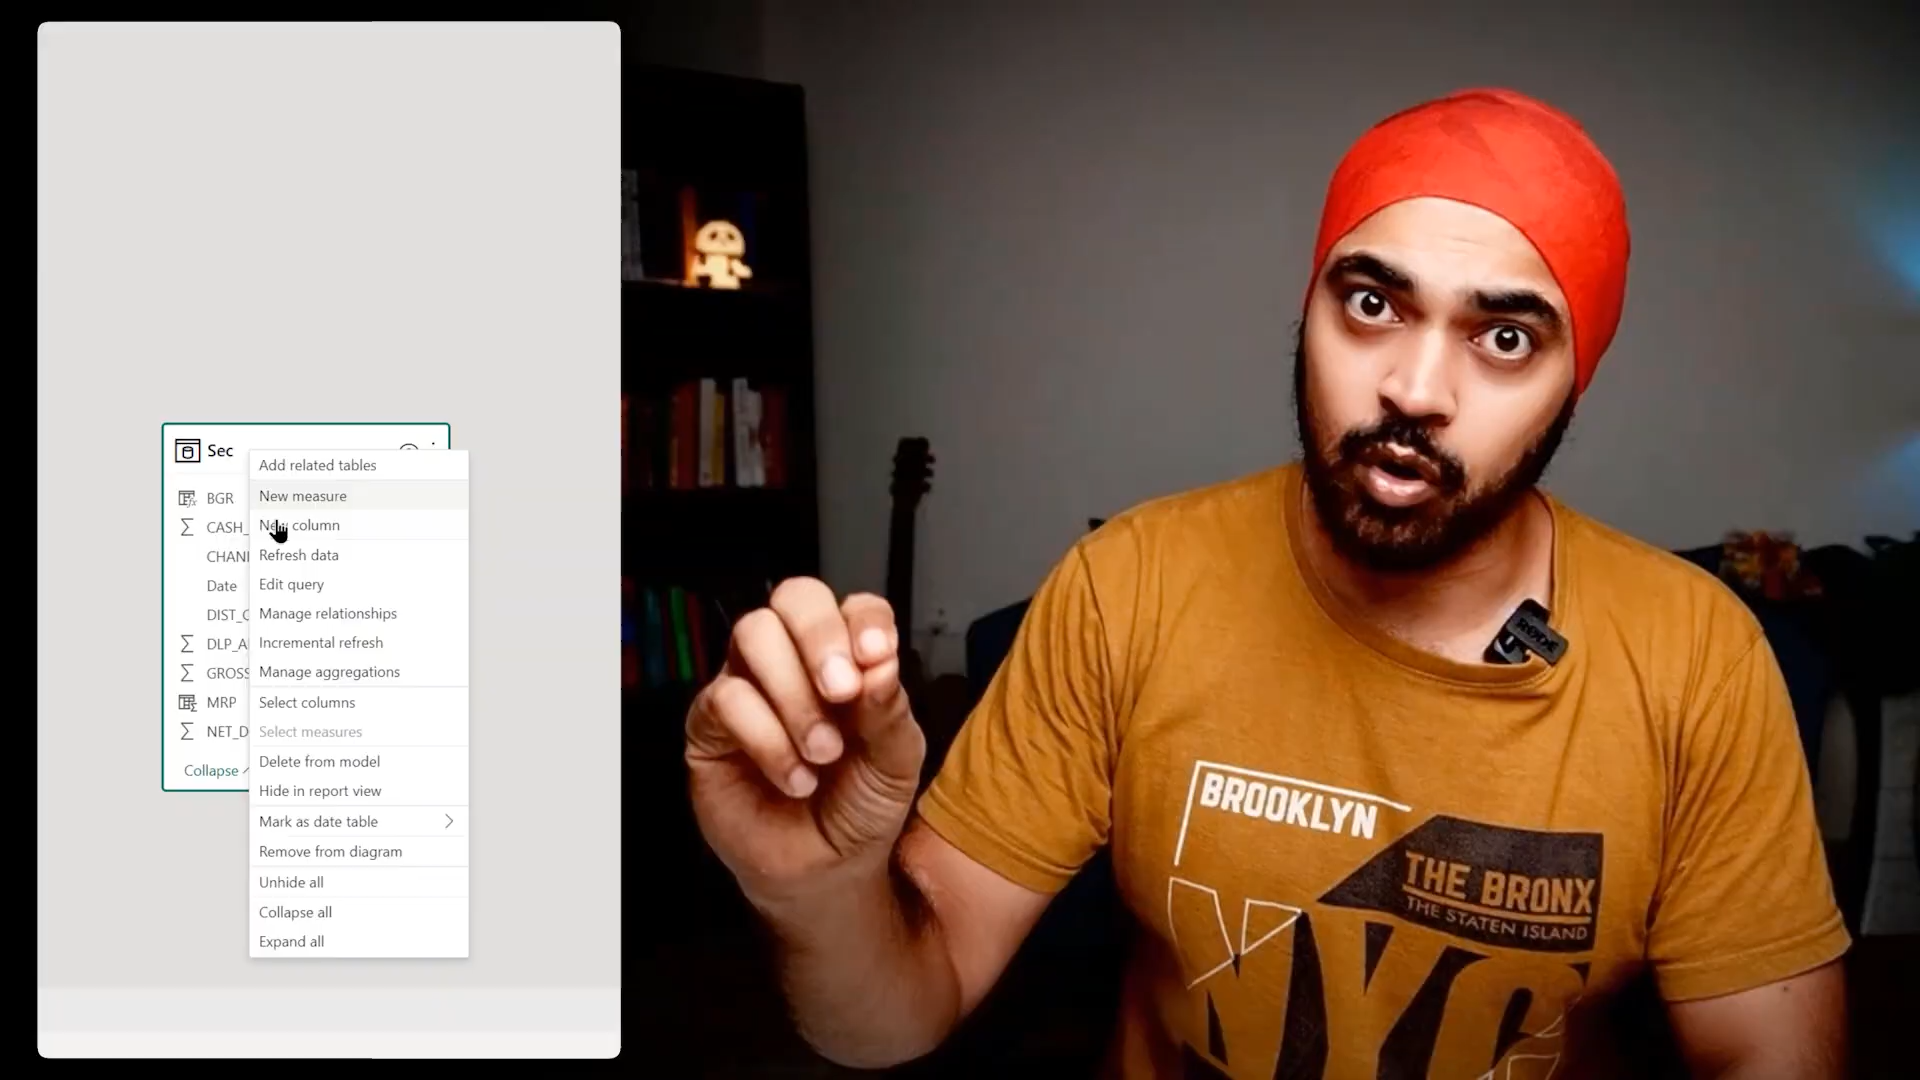 Sec
BGR
CASH_
CHANI
Date
DIST_C
DLP_A
GROSS
MRP
NET_D
Collapse
Add related tables
New measure
New column
Refresh data
Edit query
Manage relationships
Incremental refresh
Manage aggregations
Select columns
Select measures
Delete from model
Hide in report view
Mark as date table
Remove from diagram
Unhide all
Collapse all
Expand all
RODE
BROOKLYN
THE BRONX
THE STATEN ISLAND
NYC